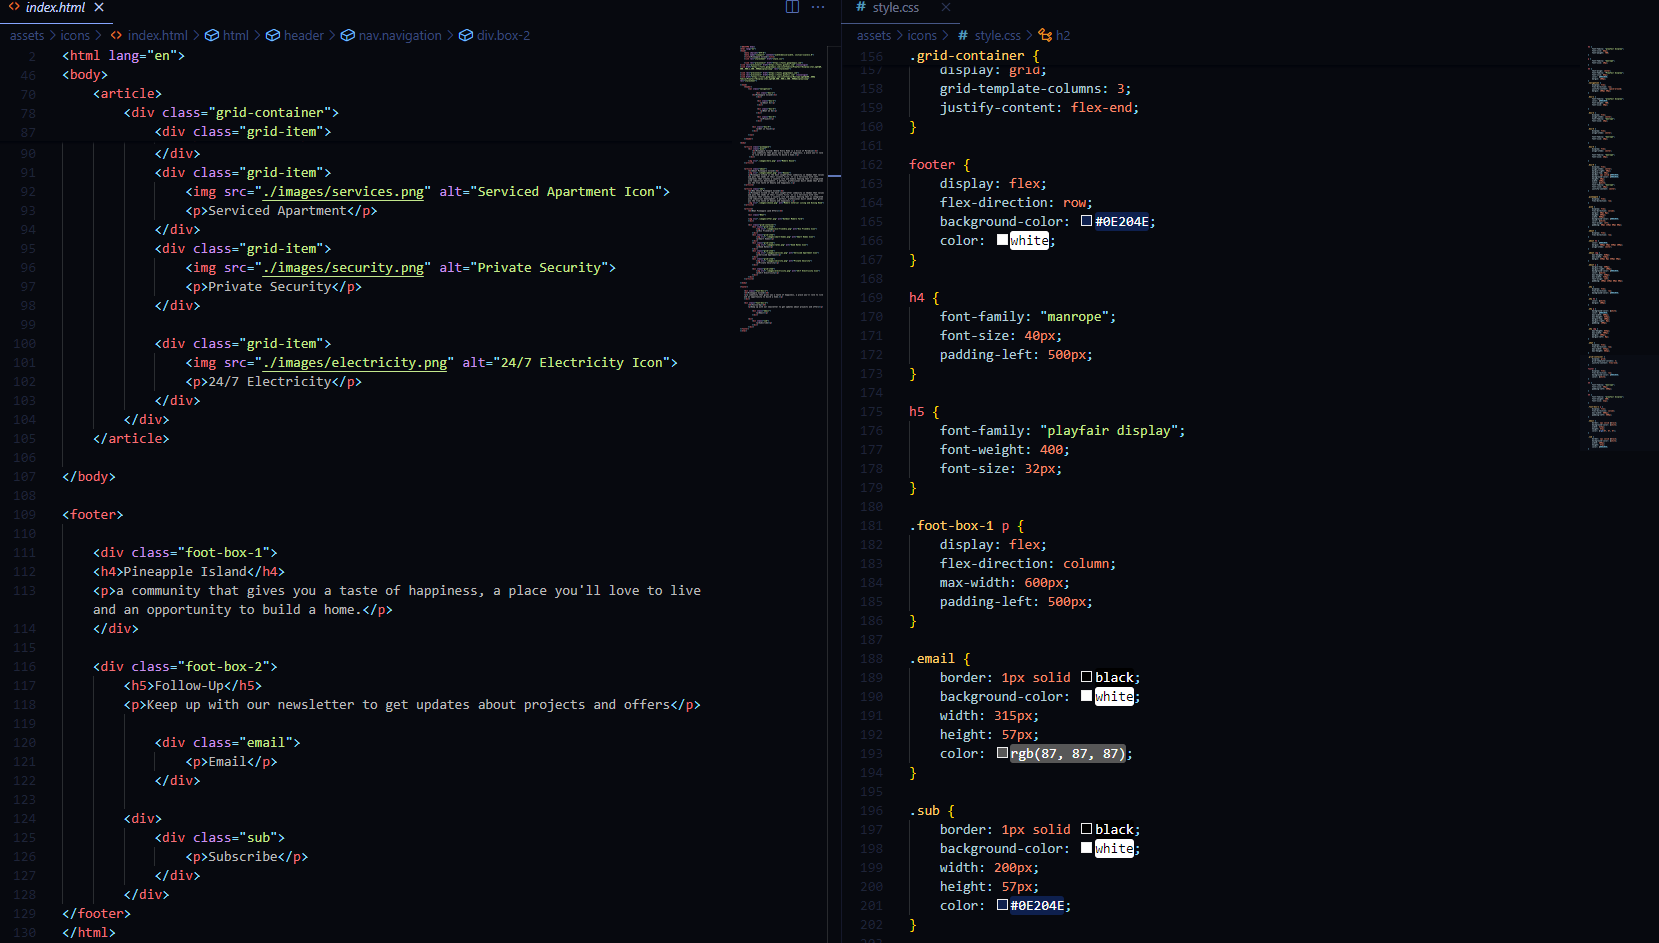 index.html
assets > icons > index.html > html > header > nav.navigation > div.box-2
2 <html lang="en">
46 <body>
70 <article>
78 <div class="grid-container">
87 <div class="grid-item">
90 </div>
91 <div class="grid-item">
92 <img src="./images/services.png" alt="Serviced Apartment Icon">
93 <p>Serviced Apartment</p>
94 </div>
95 <div class="grid-item">
96 <img src="./images/security.png" alt="Private Security">
97 <p>Private Security</p>
98 </div>
99
100 <div class="grid-item">
101 <img src="./images/electricity.png" alt="24/7 Electricity Icon">
102 <p>24/7 Electricity</p>
103 </div>
104 </div>
105 </article>
106
107 </body>
108
109 <footer>
110
111 <div class="foot-box-1">
112 <h4>Pineapple Island</h4>
113 <p>a community that gives you a taste of happiness, a place you'll love to live
and an opportunity to build a home.</p>
114 </div>
115
116 <div class="foot-box-2">
117 <h5>Follow-Up</h5>
118 <p>Keep up with our newsletter to get updates about projects and offers</p>
119
120 <div class="email">
121 <p>Email</p>
122 </div>
123
124 <div>
125 <div class="sub">
126 <p>Subscribe</p>
127 </div>
128 </div>
129 </footer>
130 </html>
# style.css
assets > icons > # style.css > h2
156 .grid-container {
157 display: grid;
158 grid-template-columns: 3;
159 justify-content: flex-end;
160 }
161
162 footer {
163 display: flex;
164 flex-direction: row;
165 background-color: #0E204E;
166 color: white;
167 }
168
169 h4 {
170 font-family: "manrope";
171 font-size: 40px;
172 padding-left: 500px;
173 }
174
175 h5 {
176 font-family: "playfair display";
177 font-weight: 400;
178 font-size: 32px;
179 }
180
181 .foot-box-1 p {
182 display: flex;
183 flex-direction: column;
184 max-width: 600px;
185 padding-left: 500px;
186 }
187
188 .email {
189 border: 1px solid black;
190 background-color: white;
191 width: 315px;
192 height: 57px;
193 color: rgb(87, 87, 87);
194 }
195
196 .sub {
197 border: 1px solid black;
198 background-color: white;
199 width: 200px;
200 height: 57px;
201 color: #0E204E;
202 }